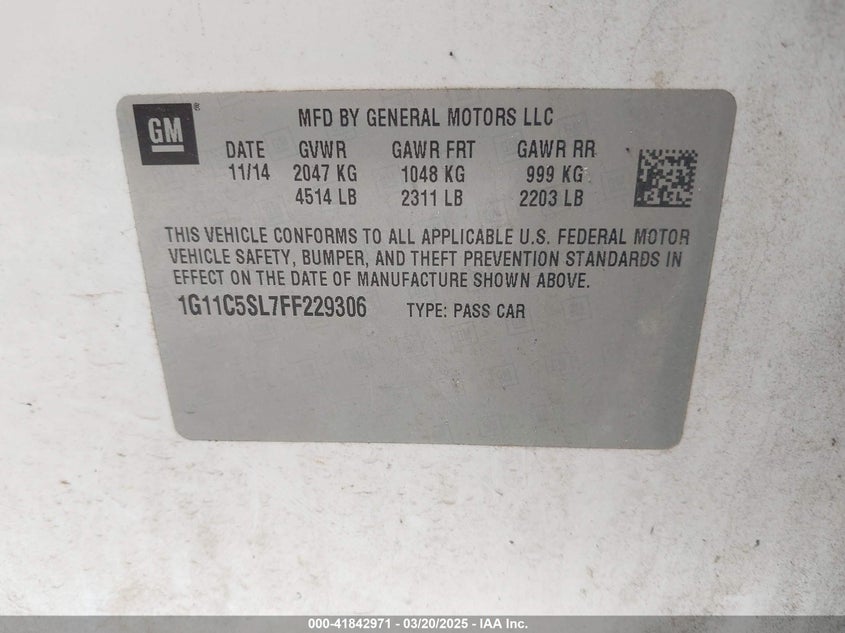 GM®
MFD BY GENERAL MOTORS LLC
DATE GVWR GAWR FRT GAWR RR
11/14 2047 KG 1048 KG 999 KG
4514 LB 2311 LB 2203 LB
THIS VEHICLE CONFORMS TO ALL APPLICABLE U.S. FEDERAL MOTOR
VEHICLE SAFETY, BUMPER, AND THEFT PREVENTION STANDARDS IN
EFFECT ON THE DATE OF MANUFACTURE SHOWN ABOVE.
1G11C5SL7FF229306 TYPE: PASS CAR
000-41842971 / 03/20/2025 - IAA Inc.